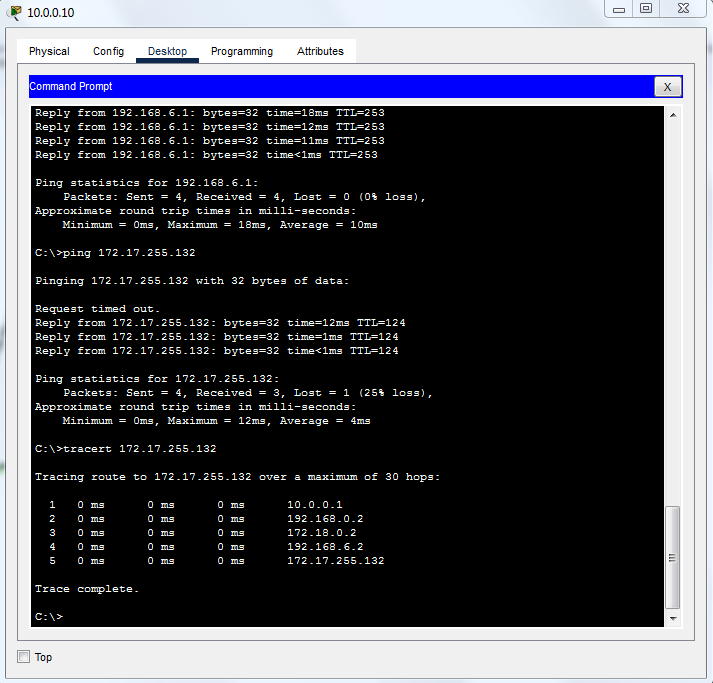 10.0.0.10
Physical Config Desktop Programming Attributes
Command Prompt
X
Reply from 192.168.6.1: bytes=32 time=18ms TTL=253
Reply from 192.168.6.1: bytes=32 time=12ms TTL=253
Reply from 192.168.6.1: bytes=32 time=11ms TTL=253
Reply from 192.168.6.1: bytes=32 time<1ms TTL=253
Ping statistics for 192.168.6.1:
Packets: Sent = 4, Received = 4, Lost = 0 (0% loss),
Approximate round trip times in milli-seconds:
Minimum = 0ms, Maximum = 18ms, Average = 10ms
C:\>ping 172.17.255.132
Pinging 172.17.255.132 with 32 bytes of data:
Request timed out.
Reply from 172.17.255.132: bytes=32 time=12ms TTL=124
Reply from 172.17.255.132: bytes=32 time=1ms TTL=124
Reply from 172.17.255.132: bytes=32 time<1ms TTL=124
Ping statistics for 172.17.255.132:
Packets: Sent = 4, Received = 3, Lost = 1 (25% loss),
Approximate round trip times in milli-seconds:
Minimum = 0ms, Maximum = 12ms, Average = 4ms
C:\>tracert 172.17.255.132
Tracing route to 172.17.255.132 over a maximum of 30 hops:
1 0 ms 0 ms 0 ms 10.0.0.1
2 0 ms 0 ms 0 ms 192.168.0.2
3 0 ms 0 ms 0 ms 172.18.0.2
4 0 ms 0 ms 0 ms 192.168.6.2
5 0 ms 0 ms 0 ms 172.17.255.132
Trace complete.
C:\>
Top